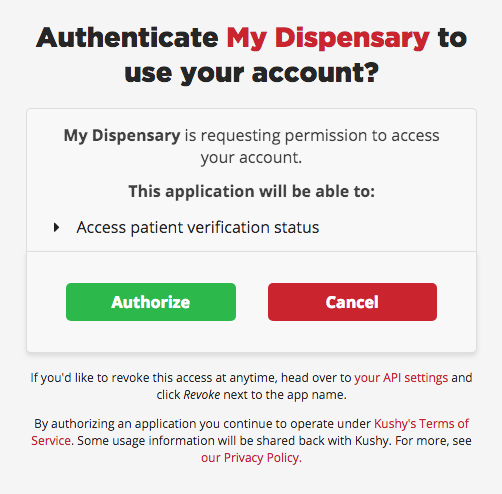 Authenticate My Dispensary to
use your account?
My Dispensary is requesting permission to access
your account.
This application will be able to:
Access patient verification status
Authorize
Cancel
If you'd like to revoke this access at anytime, head over to your API settings and
click Revoke next to the app name.
By authorizing an application you continue to operate under Kushy's Terms of
Service. Some usage information will be shared back with Kushy. For more, see
our Privacy Policy.